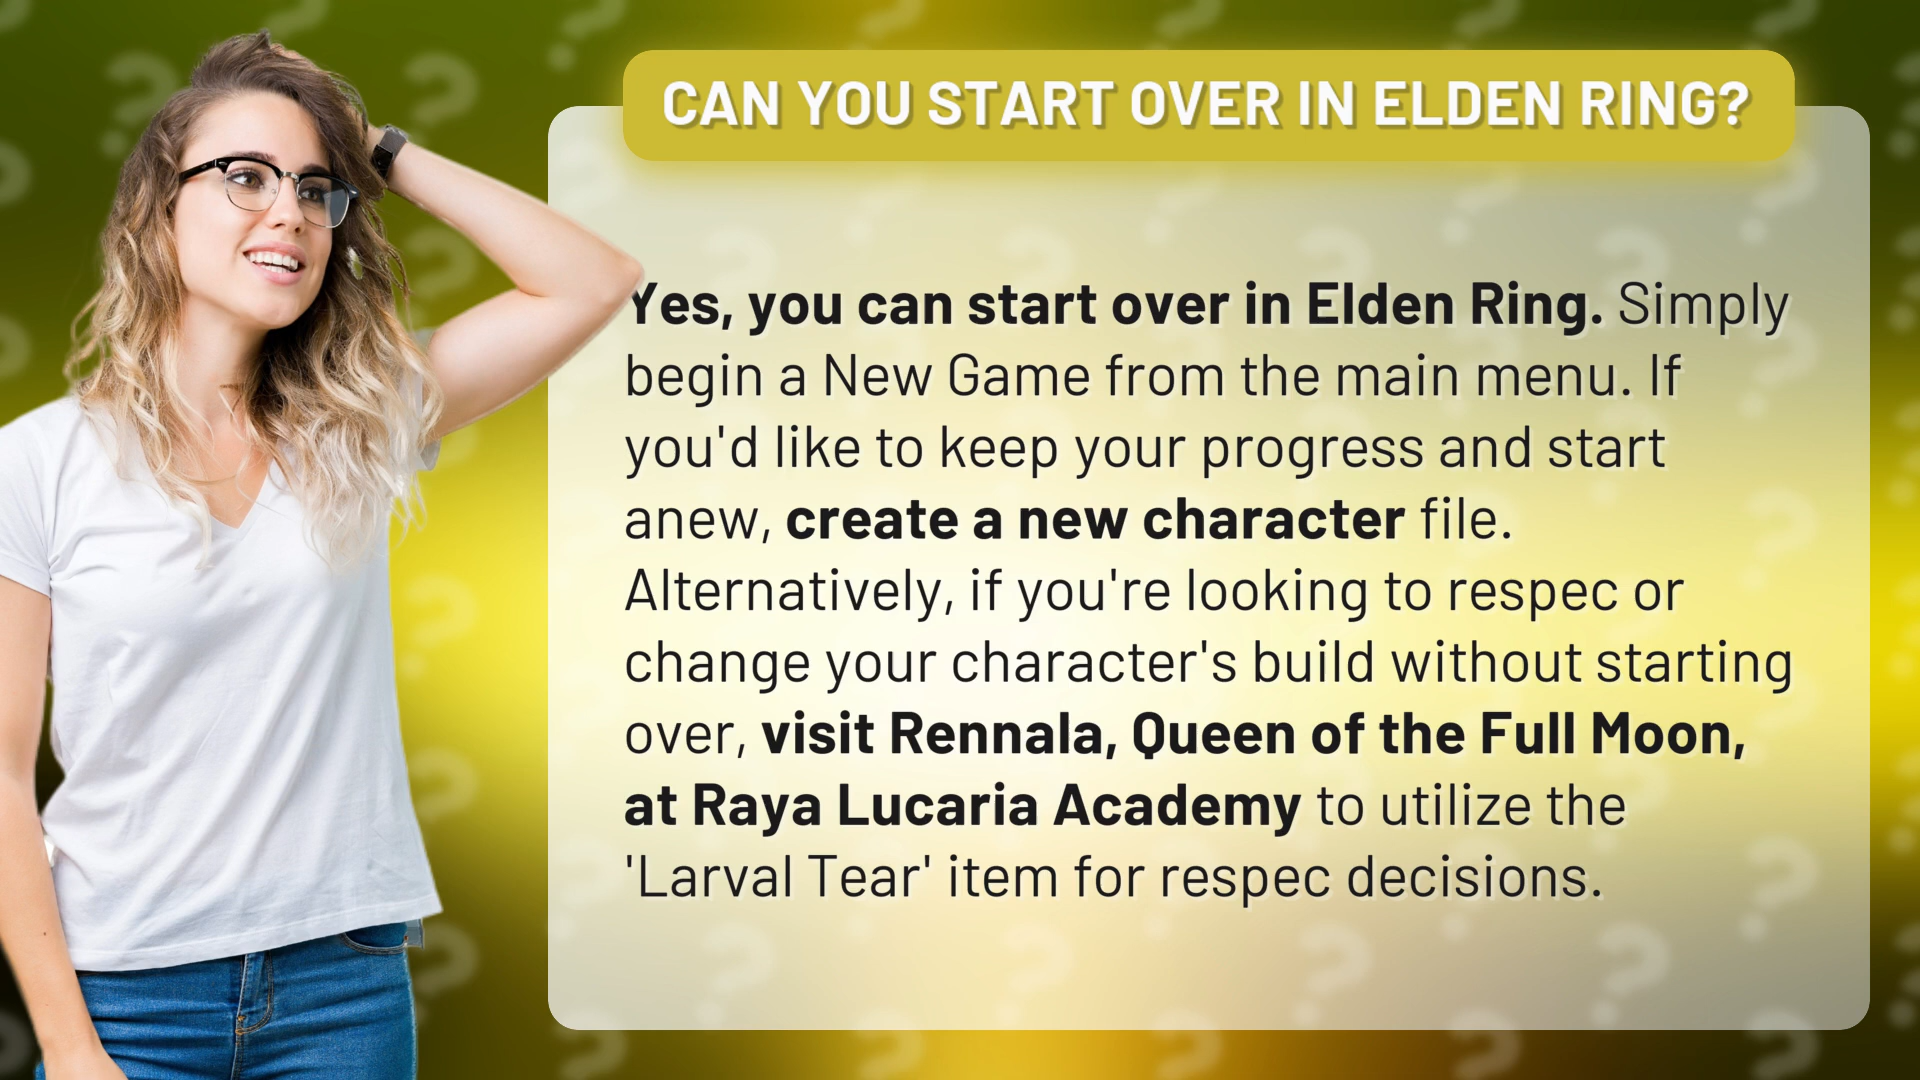 CAN YOU START OVER IN ELDEN RING?
Yes, you can start over in Elden Ring. Simply
begin a New Game from the main menu. If
you'd like to keep your progress and start
anew, create a new character file.
Alternatively, if you're looking to respec or
change your character's build without starting
over, visit Rennala, Queen of the Full Moon,
at Raya Lucaria Academy to utilize the
'Larval Tear' item for respec decisions.